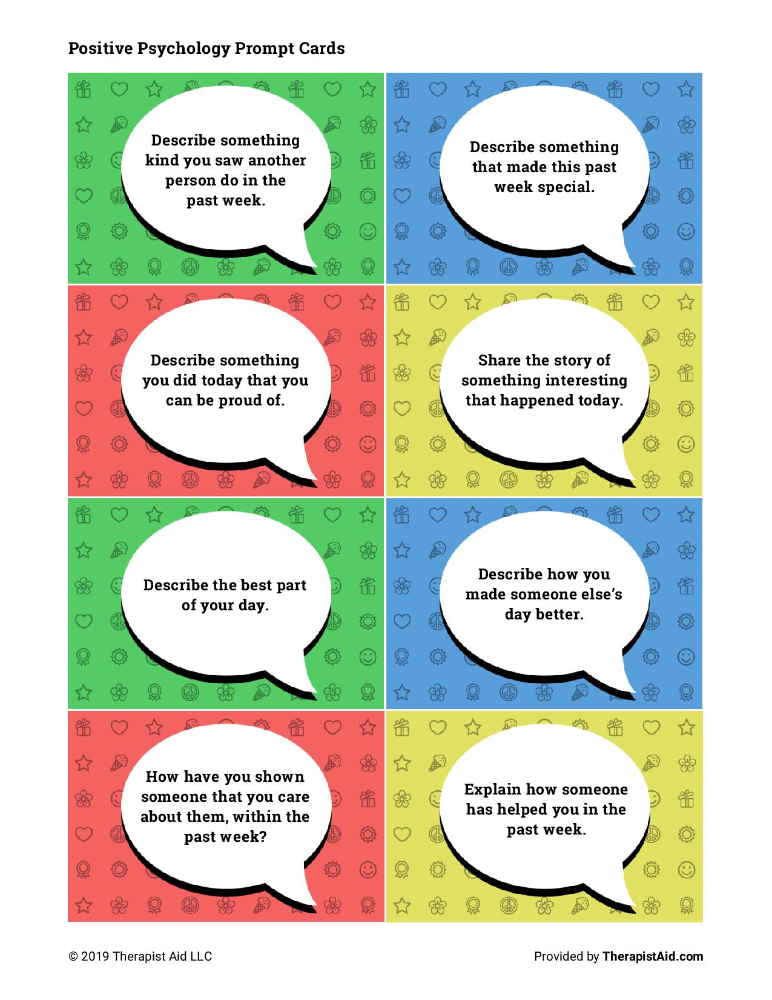 Positive Psychology Prompt Cards
Describe something
kind you saw another
person do in the
past week.
Describe something
that made this past
week special.
Describe something
you did today that you
can be proud of.
Share the story of
something interesting
that happened today.
Describe the best part
of your day.
Describe how you
made someone else’s
day better.
How have you shown
someone that you care
about them, within the
past week?
Explain how someone
has helped you in the
past week.
© 2019 Therapist Aid LLC
Provided by TherapistAid.com